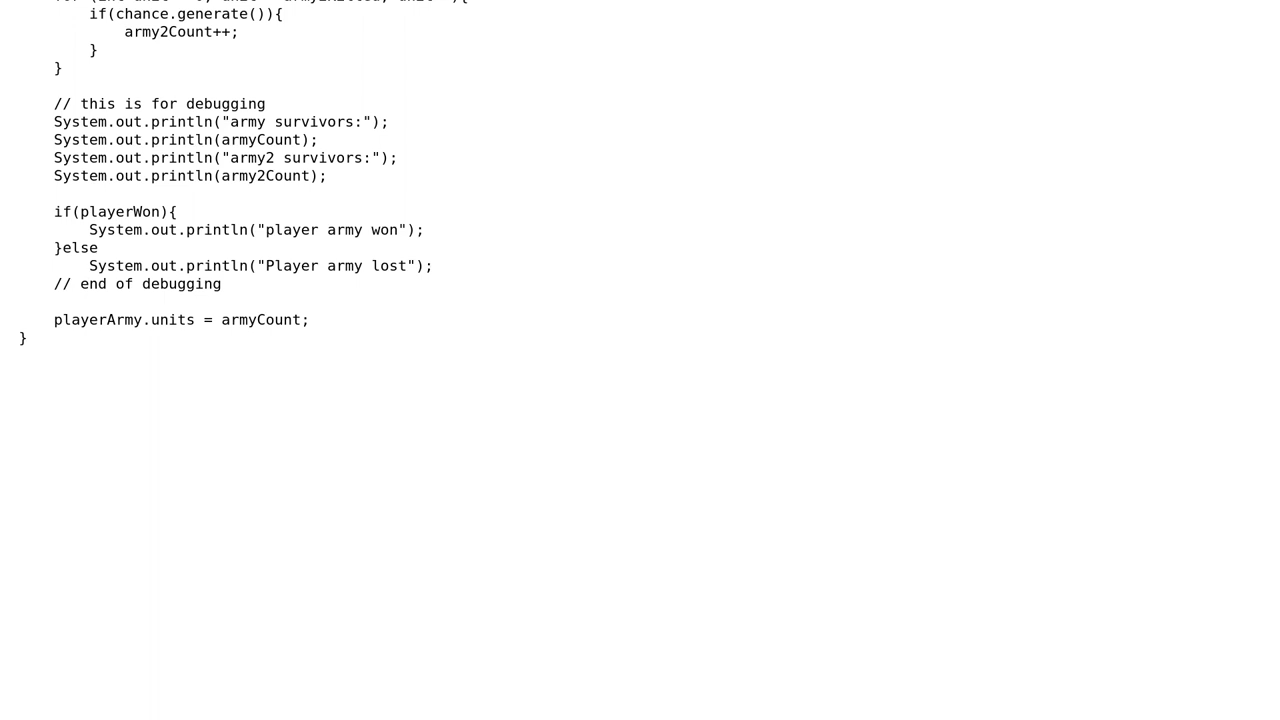 if(chance.generate()){
army2Count++;
}
}
// this is for debugging
System.out.println("army survivors:");
System.out.println(armyCount);
System.out.println("army2 survivors:");
System.out.println(army2Count);
if(playerWon){
System.out.println("player army won");
}else
System.out.println("Player army lost");
// end of debugging
playerArmy.units = armyCount;
}